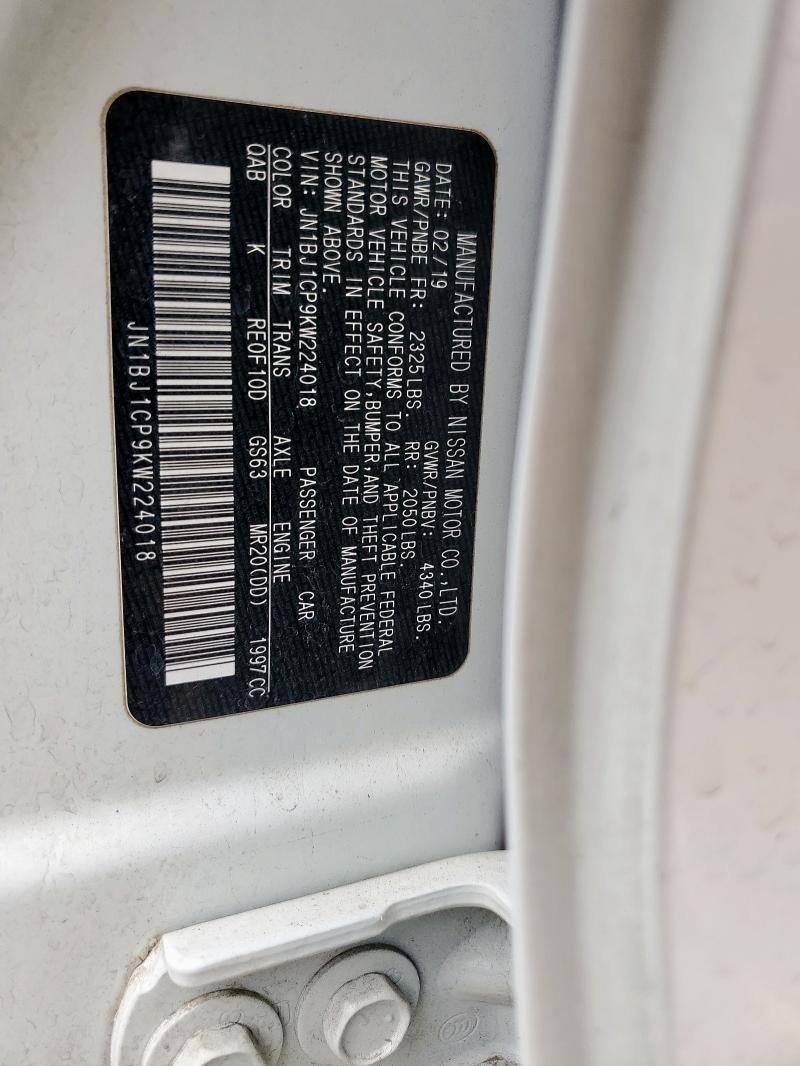 MANUFACTURED BY NISSAN MOTOR CO.,LTD.
DATE: 02/19 GVWR/PNBV: 4340LBS.
GAWR/PNBE FR: 2325LBS. RR: 2050LBS.
THIS VEHICLE CONFORMS TO ALL APPLICABLE FEDERAL
MOTOR VEHICLE SAFETY,BUMPER,AND THEFT PREVENTION
STANDARDS IN EFFECT ON THE DATE OF MANUFACTURE
SHOWN ABOVE.
VIN: JN1BJ1CP9KW224018 PASSENGER CAR
COLOR TRIM TRANS AXLE ENGINE
QAB K RE0F10D GS63 MR20(DD) 1997CC
JN1BJ1CP9KW224018